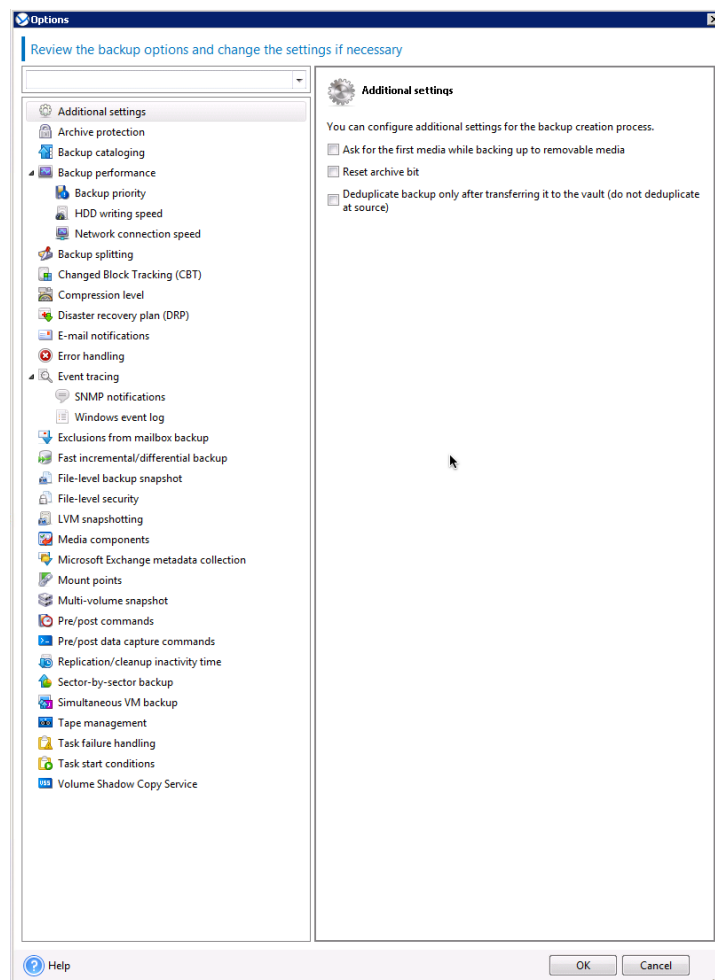 Options
Review the backup options and change the settings if necessary
Additional settings
Archive protection
Backup cataloging
Backup performance
Backup priority
HDD writing speed
Network connection speed
Backup splitting
Changed Block Tracking (CBT)
Compression level
Disaster recovery plan (DRP)
E-mail notifications
Error handling
Event tracing
SNMP notifications
Windows event log
Exclusions from mailbox backup
Fast incremental/differential backup
File-level backup snapshot
File-level security
LVM snapshotting
Media components
Microsoft Exchange metadata collection
Mount points
Multi-volume snapshot
Pre/post commands
Pre/post data capture commands
Replication/cleanup inactivity time
Sector-by-sector backup
Simultaneous VM backup
Tape management
Task failure handling
Task start conditions
VSS Volume Shadow Copy Service
Additional settings
You can configure additional settings for the backup creation process.
Ask for the first media while backing up to removable media
Reset archive bit
Deduplicate backup only after transferring it to the vault (do not deduplicate
at source)
? Help
OK
Cancel